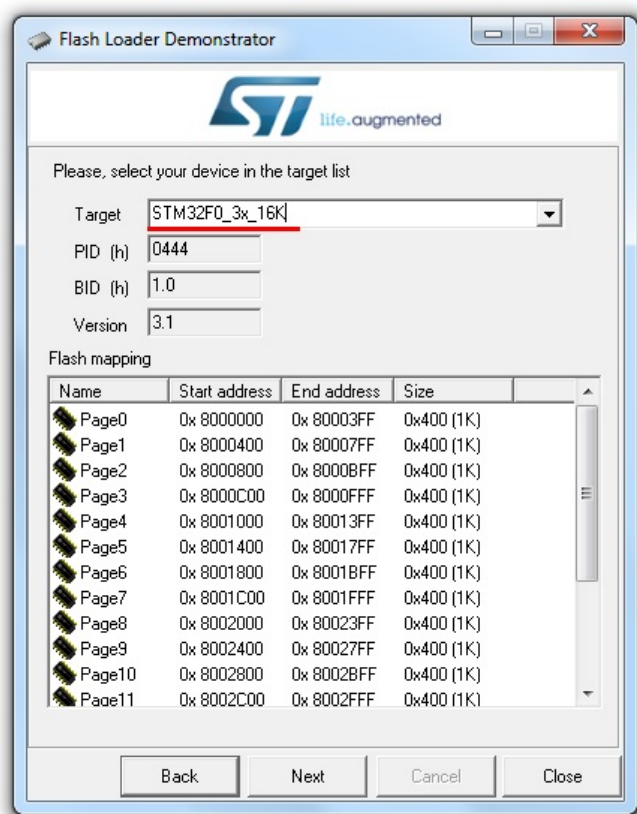 Flash Loader Demonstrator
ST life.augmented
Please, select your device in the target list
Target STM32F0_3x_16K
PID (h) 0444
BID (h) 1.0
Version 3.1
Flash mapping
Name Start address End address Size
Page0 0x 8000000 0x 80003FF 0x400 (1K)
Page1 0x 8000400 0x 80007FF 0x400 (1K)
Page2 0x 8000800 0x 8000BFF 0x400 (1K)
Page3 0x 8000C00 0x 8000FFF 0x400 (1K)
Page4 0x 8001000 0x 80013FF 0x400 (1K)
Page5 0x 8001400 0x 80017FF 0x400 (1K)
Page6 0x 8001800 0x 8001BFF 0x400 (1K)
Page7 0x 8001C00 0x 8001FFF 0x400 (1K)
Page8 0x 8002000 0x 80023FF 0x400 (1K)
Page9 0x 8002400 0x 80027FF 0x400 (1K)
Page10 0x 8002800 0x 8002BFF 0x400 (1K)
Page11 0x 8002C00 0x 8002FFF 0x400 (1K)
Back Next Cancel Close